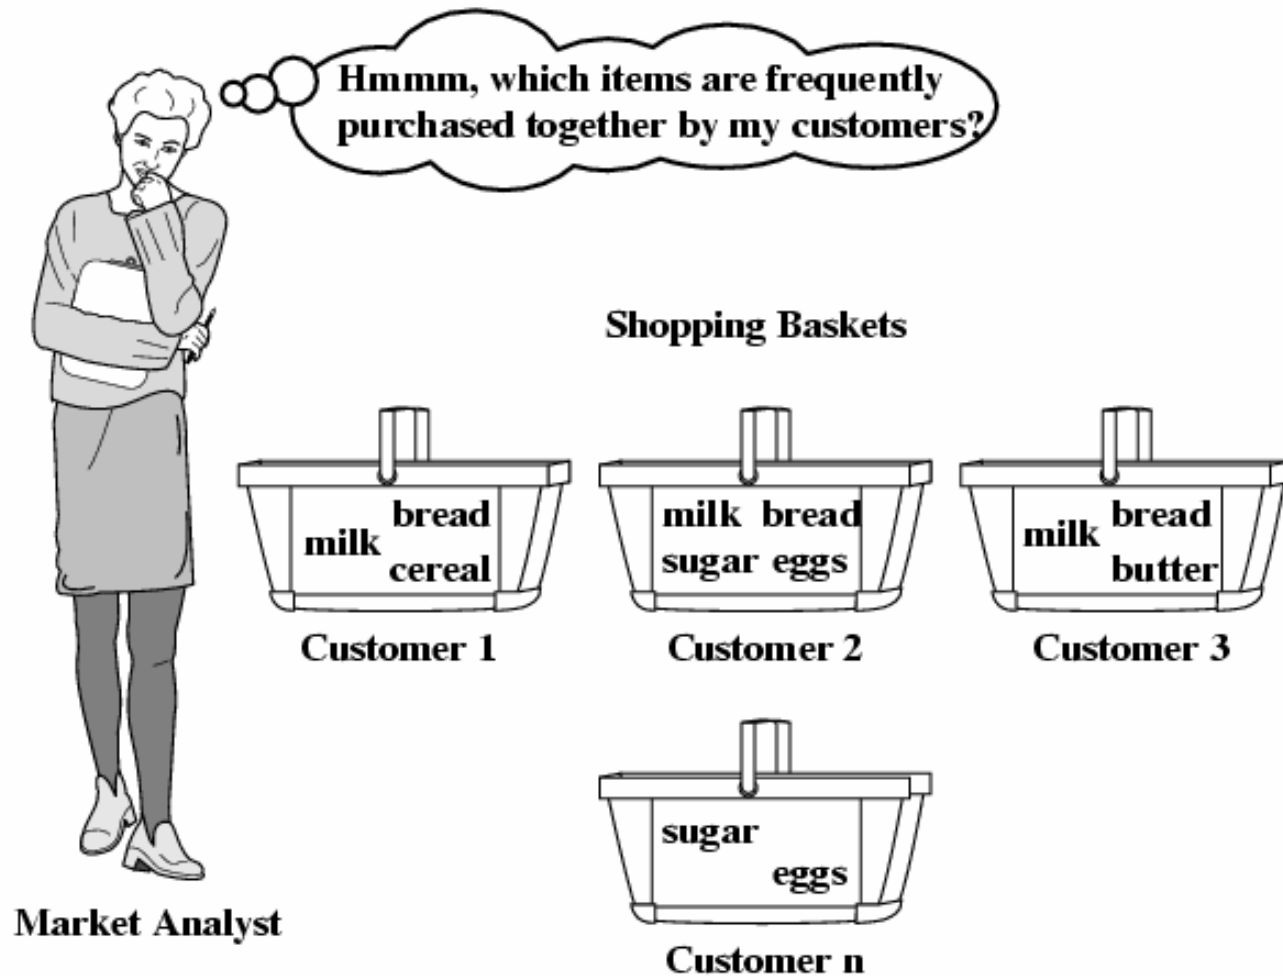 Hmmm, which items are frequently
purchased together by my customers?
Shopping Baskets
milk
bread
cereal
Customer 1
milk bread
sugar eggs
Customer 2
milk
bread
butter
Customer 3
sugar
eggs
Customer n
Market Analyst